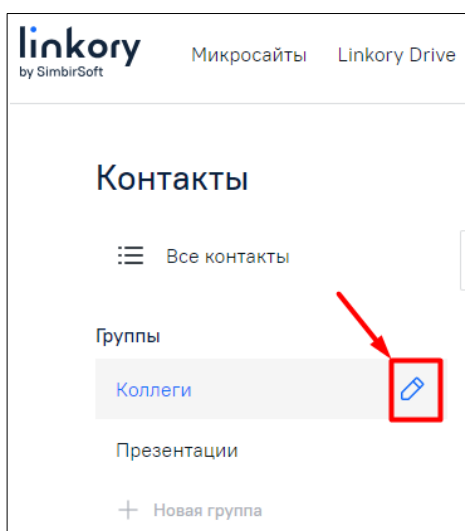 linkory
by SimbirSoft
Микросайты Linkory Drive
Контакты
Все контакты
Группы
Коллеги
Презентации
Новая группа